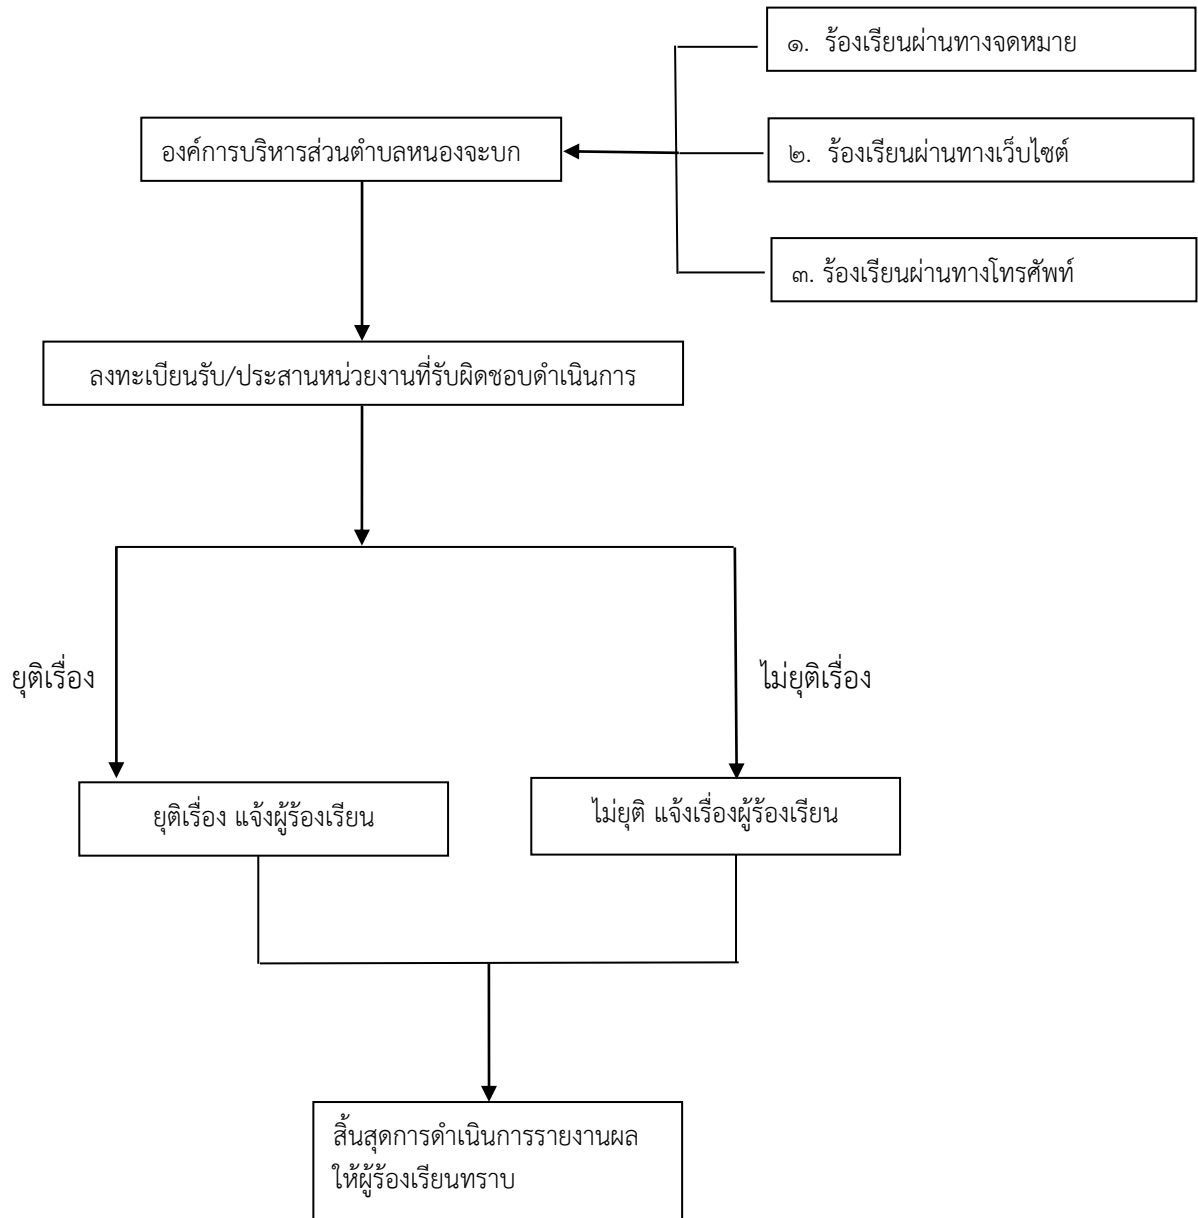 ๑. ร้องเรียนผ่านทางจดหมาย
องค์การบริหารส่วนตำบลหนองจะบก
๒. ร้องเรียนผ่านทางเว็บไซต์
๓. ร้องเรียนผ่านทางโทรศัพท์
ลงทะเบียนรับ/ประสานหน่วยงานที่รับผิดชอบดำเนินการ
ยุติเรื่อง
ไม่ยุติเรื่อง
ยุติเรื่อง แจ้งผู้ร้องเรียน
ไม่ยุติ แจ้งเรื่องผู้ร้องเรียน
สิ้นสุดการดำเนินการรายงานผล
ให้ผู้ร้องเรียนทราบ